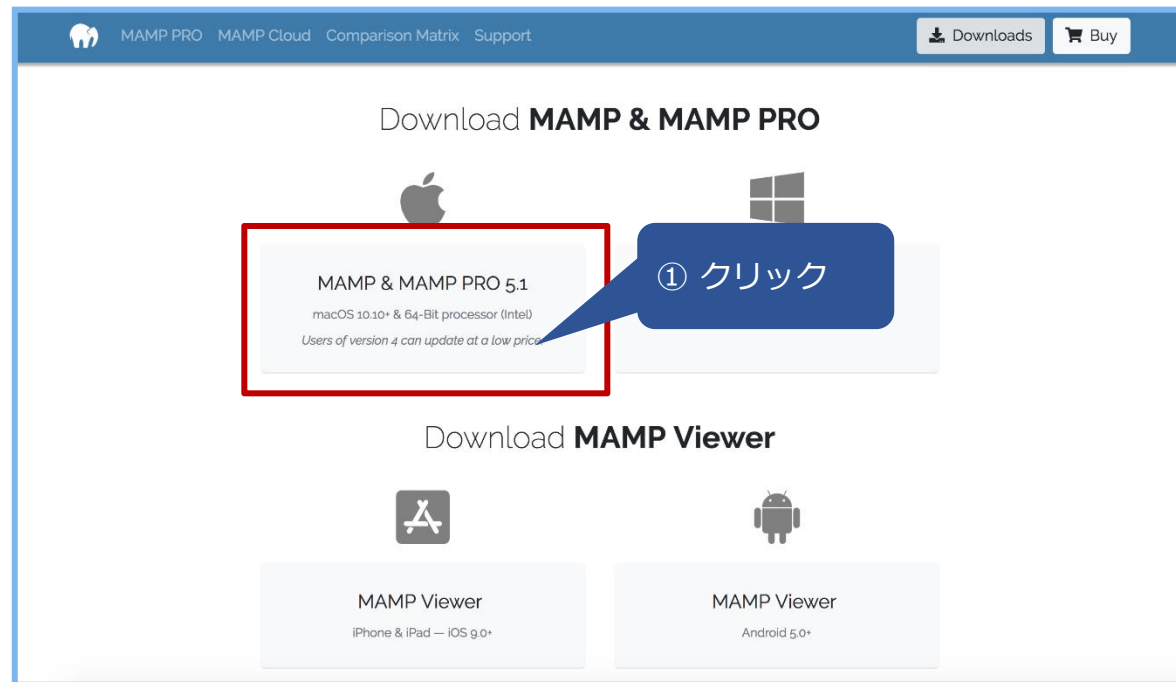 MAMP PRO MAMP Cloud Comparison Matrix Support Downloads Buy
Download MAMP & MAMP PRO
MAMP & MAMP PRO 5.1
macOS 10.10+ & 64-Bit processor (Intel)
Users of version 4 can update at a low price.
① クリック
Download MAMP Viewer
MAMP Viewer
iPhone & iPad — iOS 9.0+
MAMP Viewer
Android 5.0+